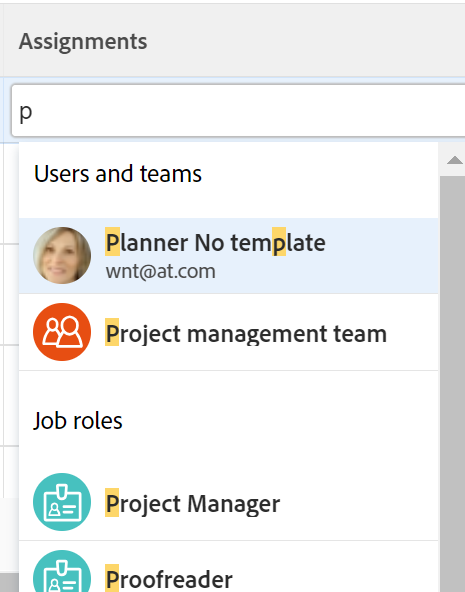 Assignments
p
Users and teams
Planner No template
wnt@at.com
Project management team
Job roles
Project Manager
Proofreader